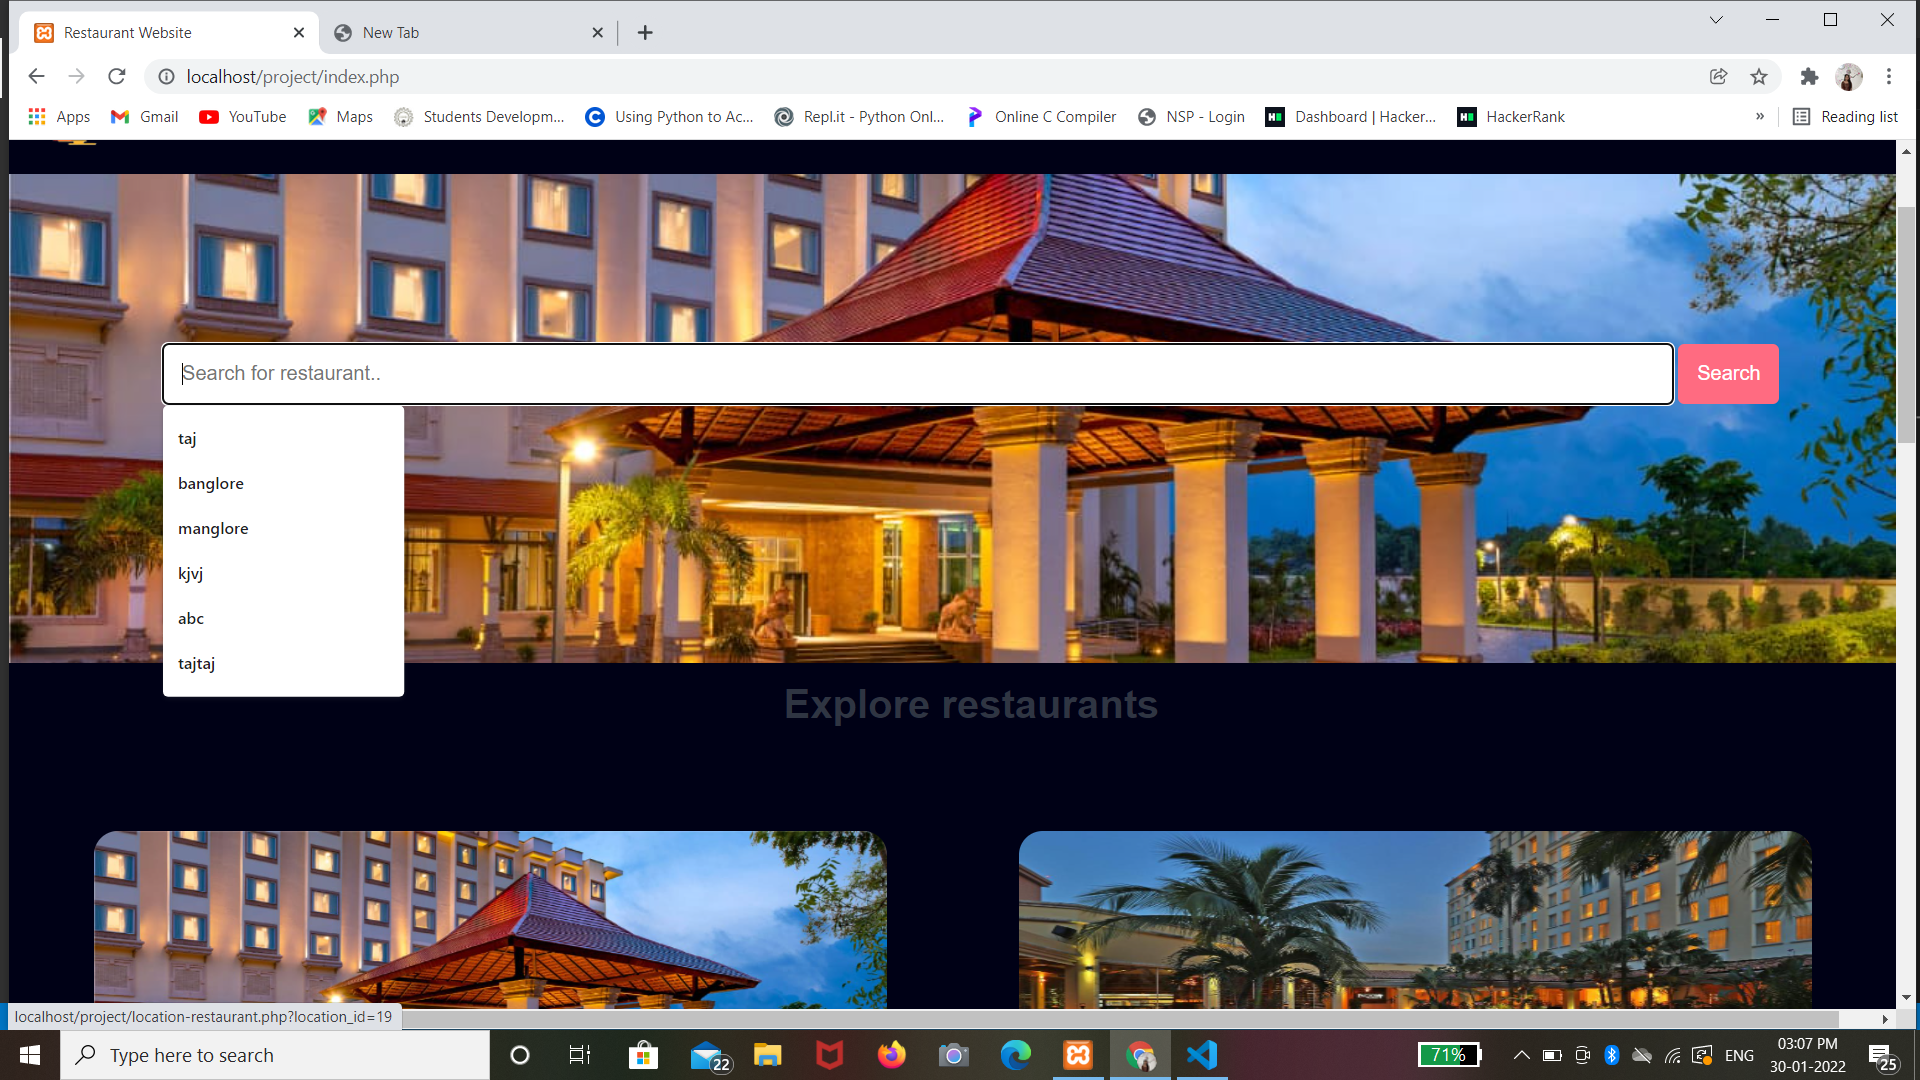 Restaurant Website
New Tab
localhost/project/index.php
Apps
Gmail
YouTube
Maps
Students Developm...
Using Python to Ac...
Repl.it - Python Onl...
Online C Compiler
NSP - Login
Dashboard | Hacker...
HackerRank
»
Reading list
Search for restaurant..
Search
taj
banglore
manglore
kjvj
abc
tajtaj
Explore restaurants
localhost/project/location-restaurant.php?location_id=19
Type here to search
22
71%
ENG
03:07 PM
30-01-2022
25